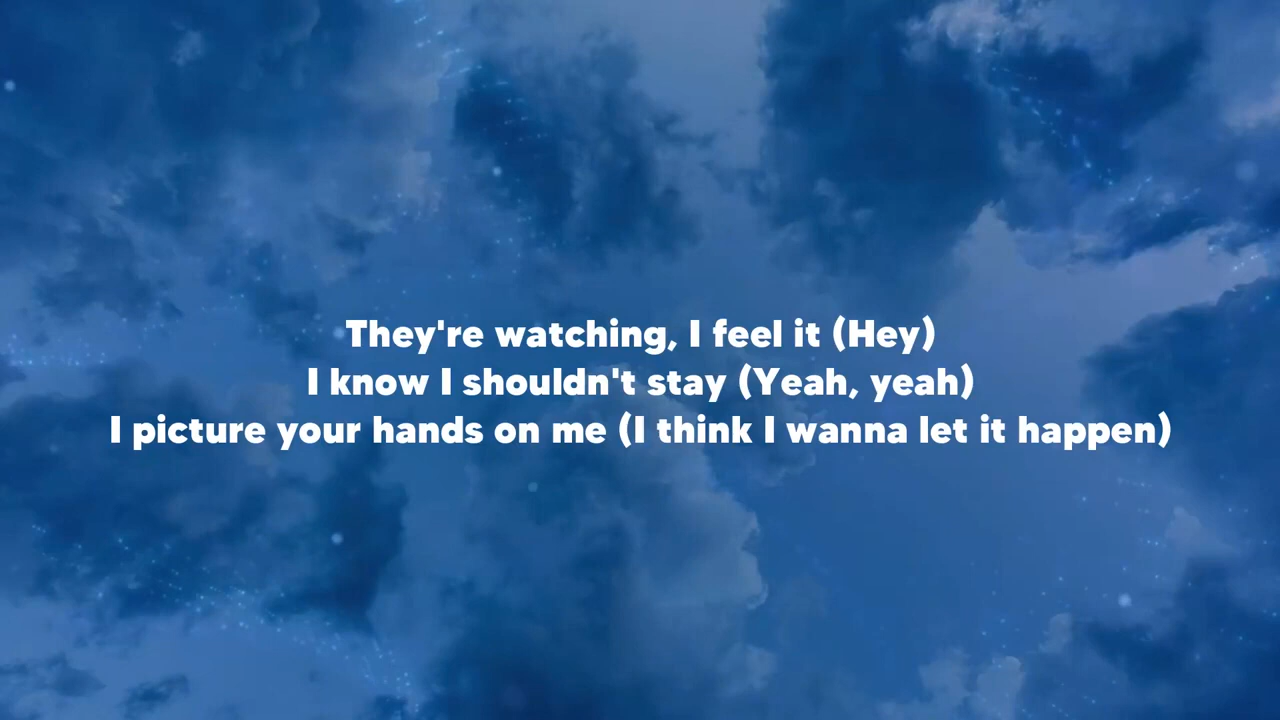 They're watching, I feel it (Hey)
I know I shouldn't stay (Yeah, yeah)
I picture your hands on me (I think I wanna let it happen)